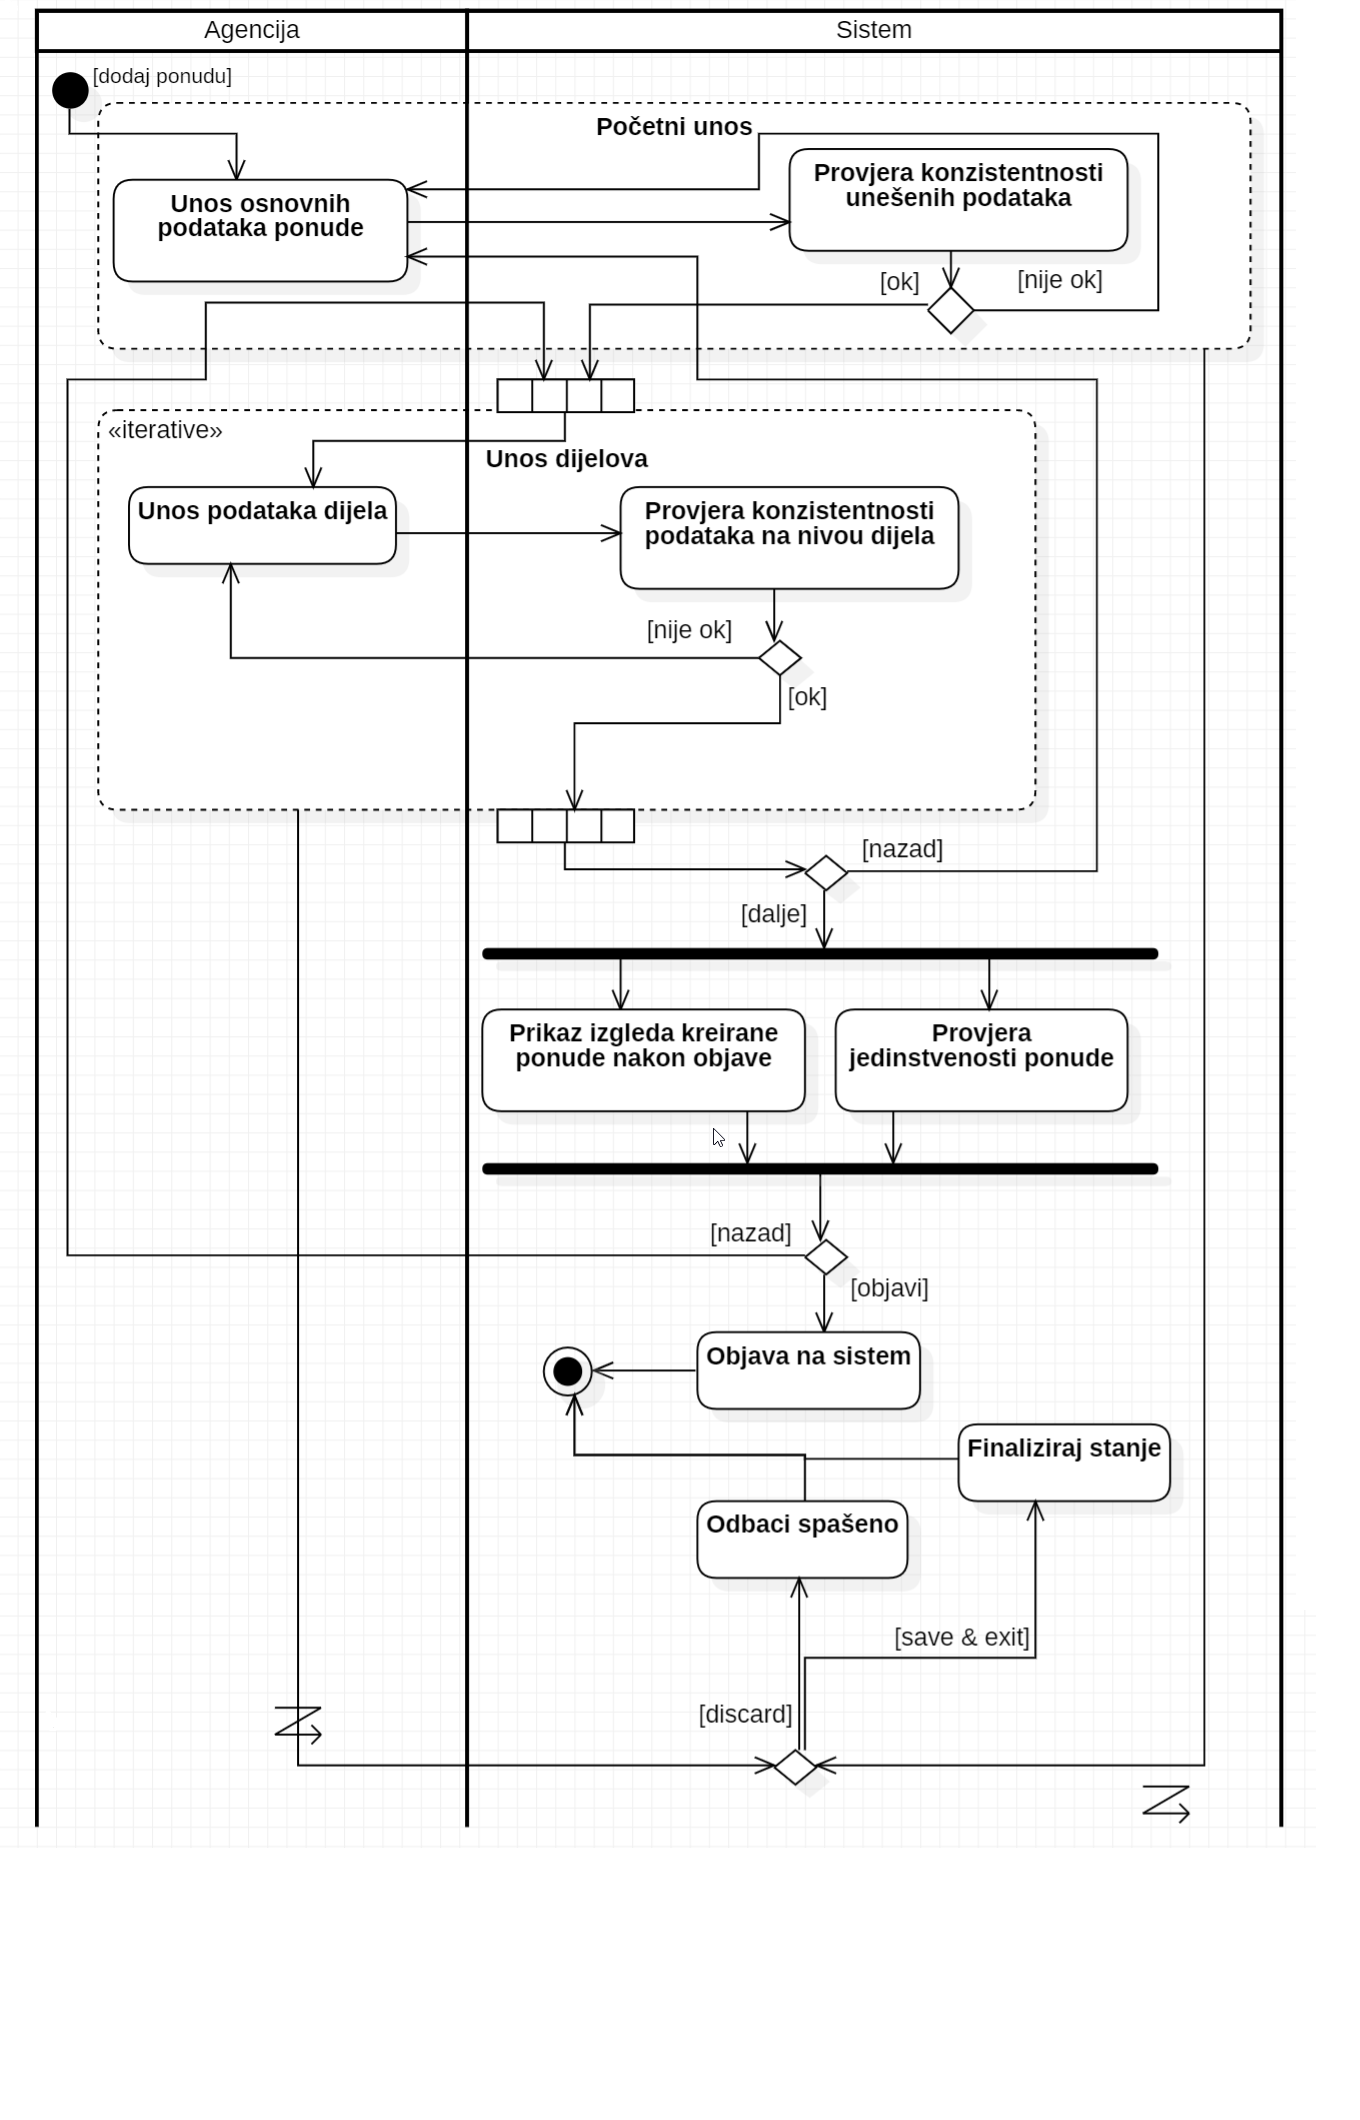 Agencija
Sistem
[dodaj ponudu]
Početni unos
Unos osnovnih
podataka ponude
Provjera konzistentnosti
unešenih podataka
[ok]
[nije ok]
«iterative»
Unos dijelova
Unos podataka dijela
Provjera konzistentnosti
podataka na nivou dijela
[nije ok]
[ok]
[nazad]
[dalje]
Prikaz izgleda kreirane
ponude nakon objave
Provjera
jedinstvenosti ponude
[nazad]
[objavi]
Objava na sistem
Finaliziraj stanje
Odbaci spašeno
[save & exit]
[discard]